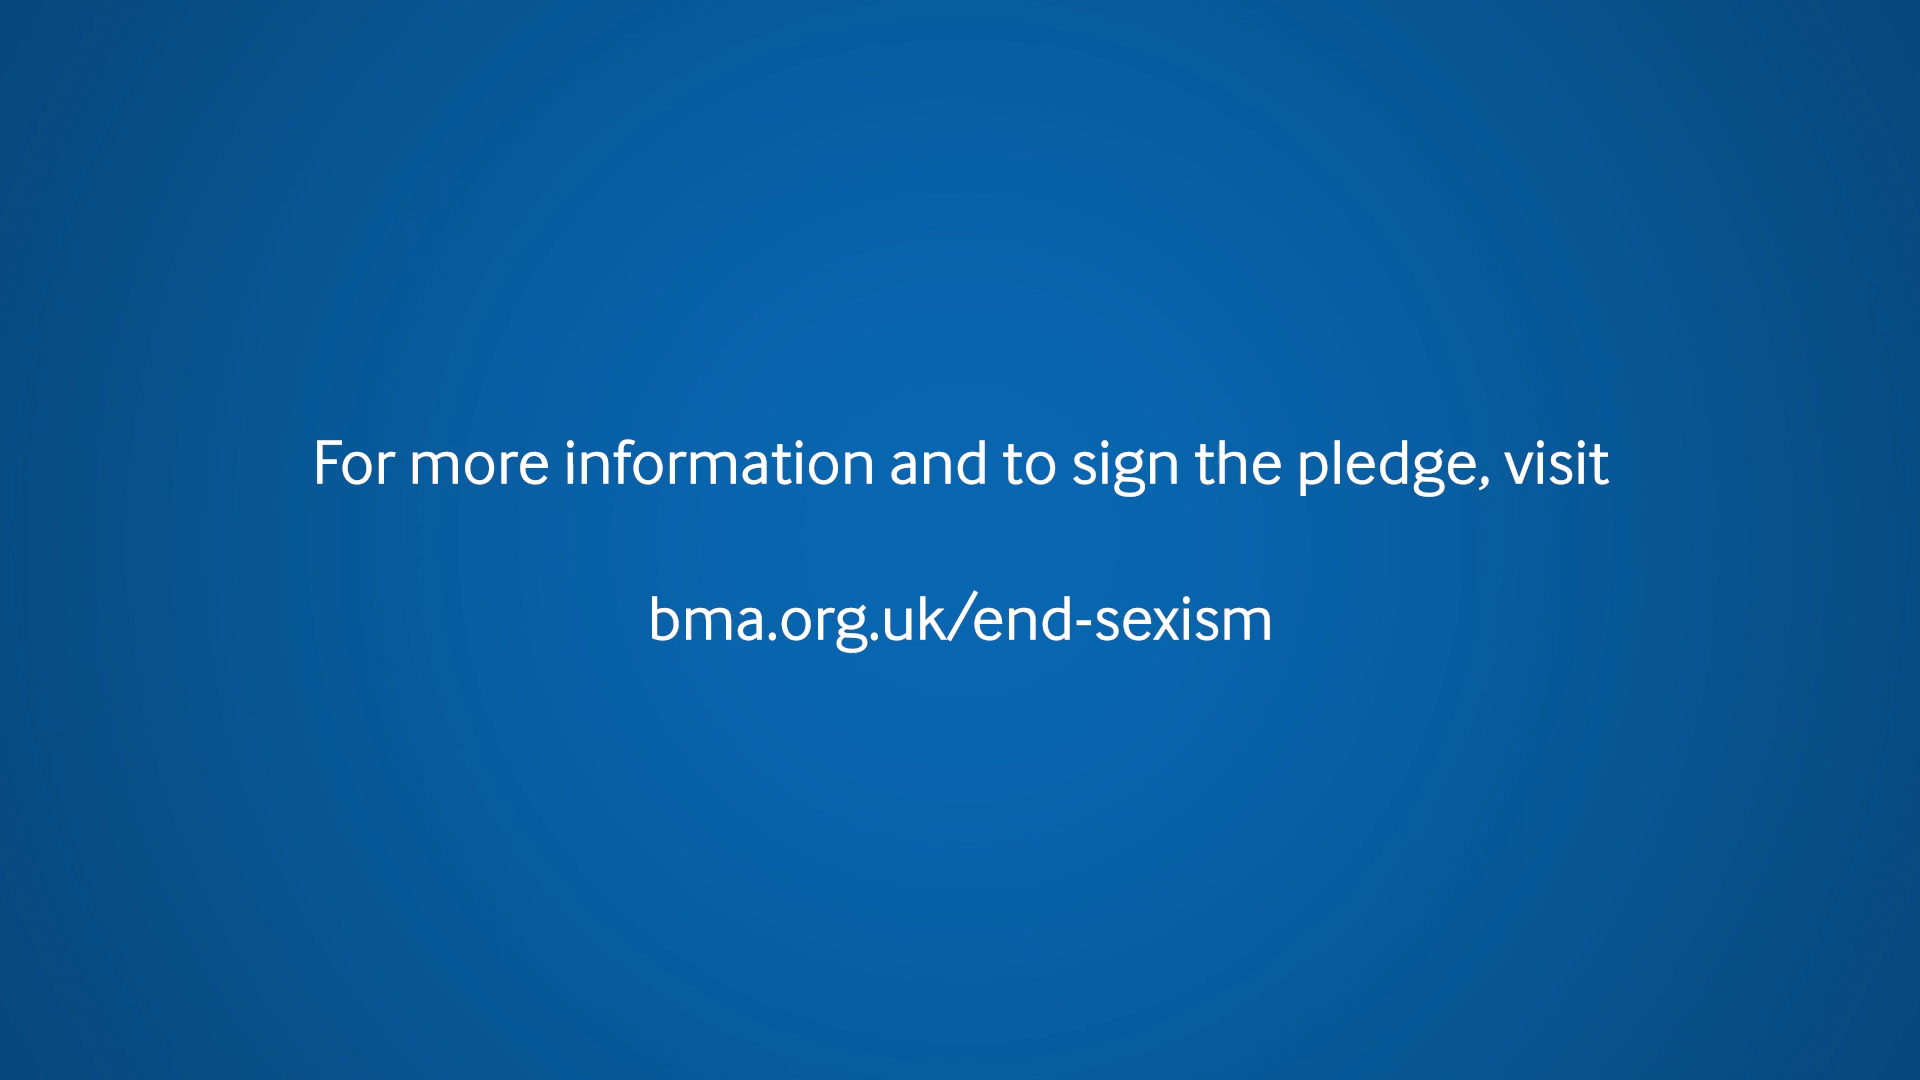 For more information and to sign the pledge, visit
bma.org.uk/end-sexism